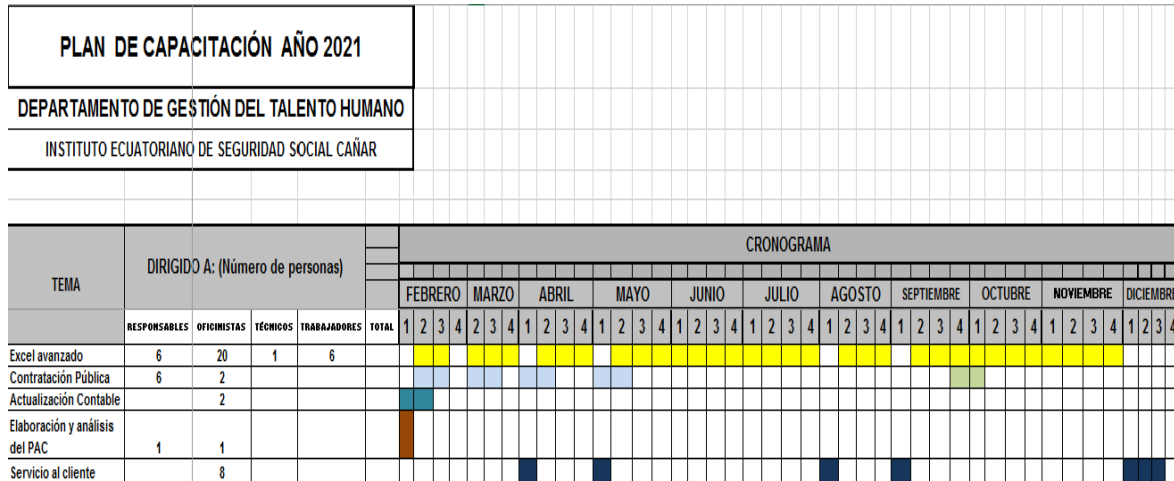 PLAN DE CAPACITACIÓN AÑO 2021
DEPARTAMENTO DE GESTIÓN DEL TALENTO HUMANO
INSTITUTO ECUATORIANO DE SEGURIDAD SOCIAL CAÑAR
TEMA DIRIGIDO A: (Número de personas) CRONOGRAMA
FEBRERO MARZO ABRIL MAYO JUNIO JULIO AGOSTO SEPTIEMBRE OCTUBRE NOVIEMBRE DICIEMBRE
RESPONSABLES OFICINISTAS TÉCNICOS TRABAJADORES TOTAL 1 2 3 4 2 3 4 1 2 3 4 1 2 3 4 1 2 3 4 1 2 3 4 1 2 3 4 1 2 3 4 1 2 3 4 1 2 3 4 1 2 3 4
Excel avanzado 6 20 1 6
Contratación Pública 6 2
Actualización Contable 2
Elaboración y análisis
del PAC 1 1
Servicio al cliente 8